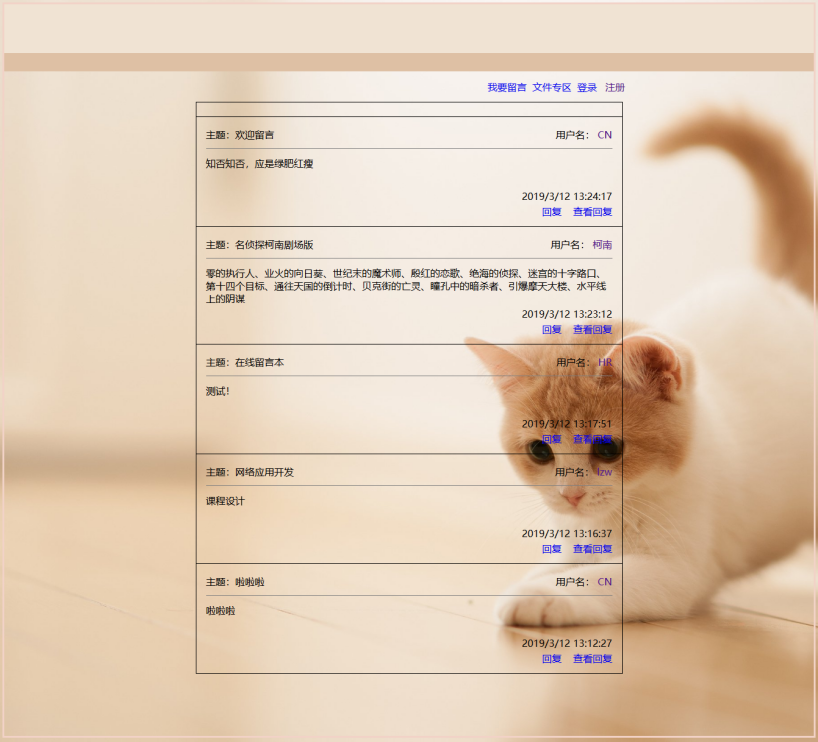 我要留言 文件专区 登录 注册
主题：欢迎留言 用户名： CN
知否知否，应是绿肥红瘦
2019/3/12 13:24:17
回复 查看回复
主题：名侦探柯南剧场版 用户名： 柯南
零的执行人、业火的向日葵、世纪末的魔术师、殷红的恋歌、绝海的侦探、迷宫的十字路口、
第十四个目标、通往天国的倒计时、贝克街的亡灵、瞳孔中的暗杀者、引爆摩天大楼、水平线
上的阴谋
2019/3/12 13:23:12
回复 查看回复
主题：在线留言本 用户名： HR
测试！
2019/3/12 13:17:51
回复 查看回复
主题：网络应用开发 用户名： lzw
课程设计
2019/3/12 13:16:37
回复 查看回复
主题：啦啦啦 用户名： CN
啦啦啦
2019/3/12 13:12:27
回复 查看回复